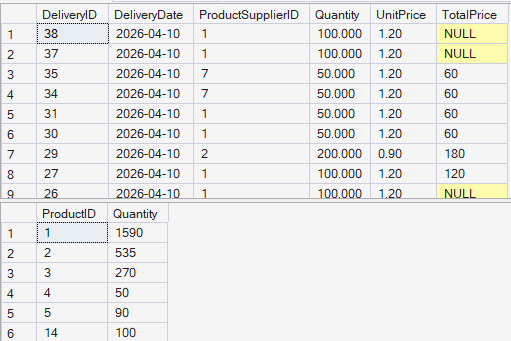 DeliveryID DeliveryDate ProductSupplierID Quantity UnitPrice TotalPrice
1 38 2026-04-10 1 100.000 1.20 NULL
2 37 2026-04-10 1 100.000 1.20 NULL
3 35 2026-04-10 7 50.000 1.20 60
4 34 2026-04-10 7 50.000 1.20 60
5 31 2026-04-10 1 50.000 1.20 60
6 30 2026-04-10 1 50.000 1.20 60
7 29 2026-04-10 2 200.000 0.90 180
8 27 2026-04-10 1 100.000 1.20 120
9 26 2026-04-10 1 100.000 1.20 NULL
ProductID Quantity
1 1 1590
2 2 535
3 3 270
4 4 50
5 5 90
6 14 100